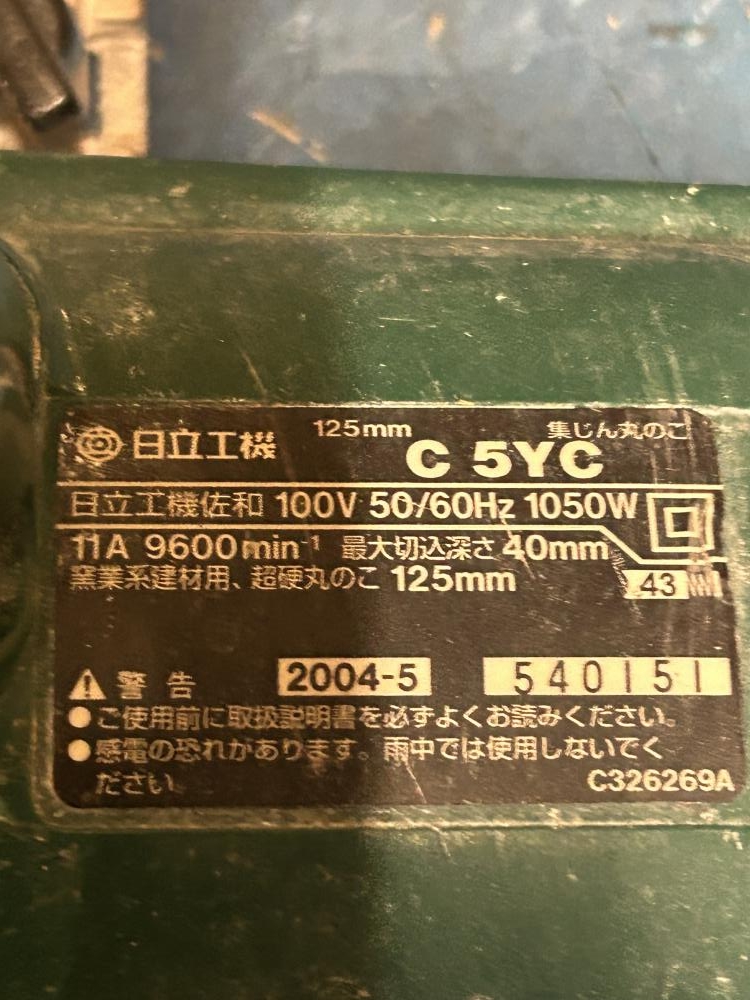 日立工機 125mm 集じん丸のこ
C 5YC
日立工機佐和 100V 50/60Hz 1050W
11A 9600min⁻¹ 最大切込深さ 40mm
窯業系建材用、超硬丸のこ 125mm
43
警告 2004-5 540151
●ご使用前に取扱説明書を必ずよくお読みください。
●感電の恐れがあります。雨中では使用しないでく
ださい
C326269A